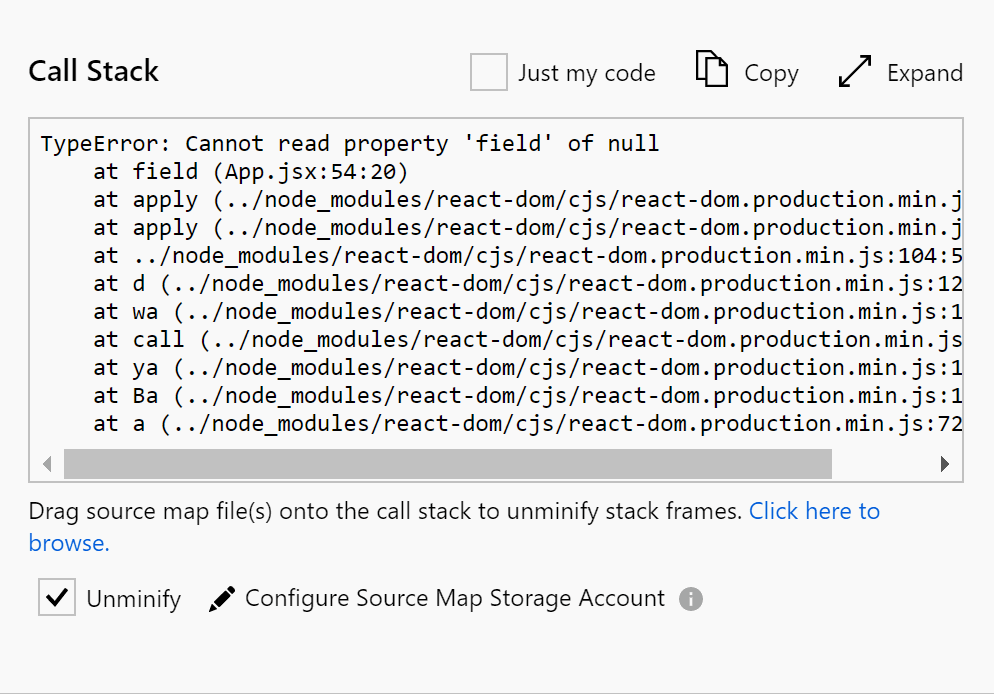 Call Stack
Just my code
Copy
Expand
TypeError: Cannot read property 'field' of null
at field (App.jsx:54:20)
at apply (../node_modules/react-dom/cjs/react-dom.production.min.j
at apply (../node_modules/react-dom/cjs/react-dom.production.min.j
at ../node_modules/react-dom/cjs/react-dom.production.min.js:104:5
at d (../node_modules/react-dom/cjs/react-dom.production.min.js:12
at wa (../node_modules/react-dom/cjs/react-dom.production.min.js:1
at call (../node_modules/react-dom/cjs/react-dom.production.min.js
at ya (../node_modules/react-dom/cjs/react-dom.production.min.js:1
at Ba (../node_modules/react-dom/cjs/react-dom.production.min.js:1
at a (../node_modules/react-dom/cjs/react-dom.production.min.js:72
Drag source map file(s) onto the call stack to unminify stack frames. Click here to
browse.
Unminify
Configure Source Map Storage Account